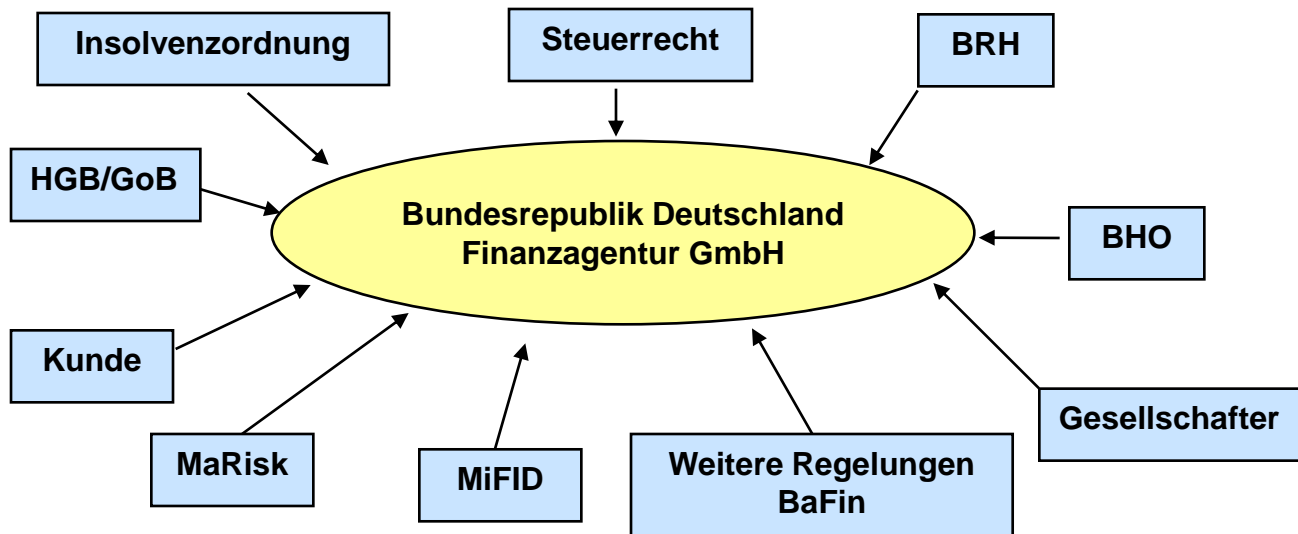 Insolvenzordnung
Steuerrecht
BRH
HGB/GoB
Bundesrepublik Deutschland
Finanzagentur GmbH
BHO
Kunde
Gesellschafter
MaRisk
MiFID
Weitere Regelungen
BaFin